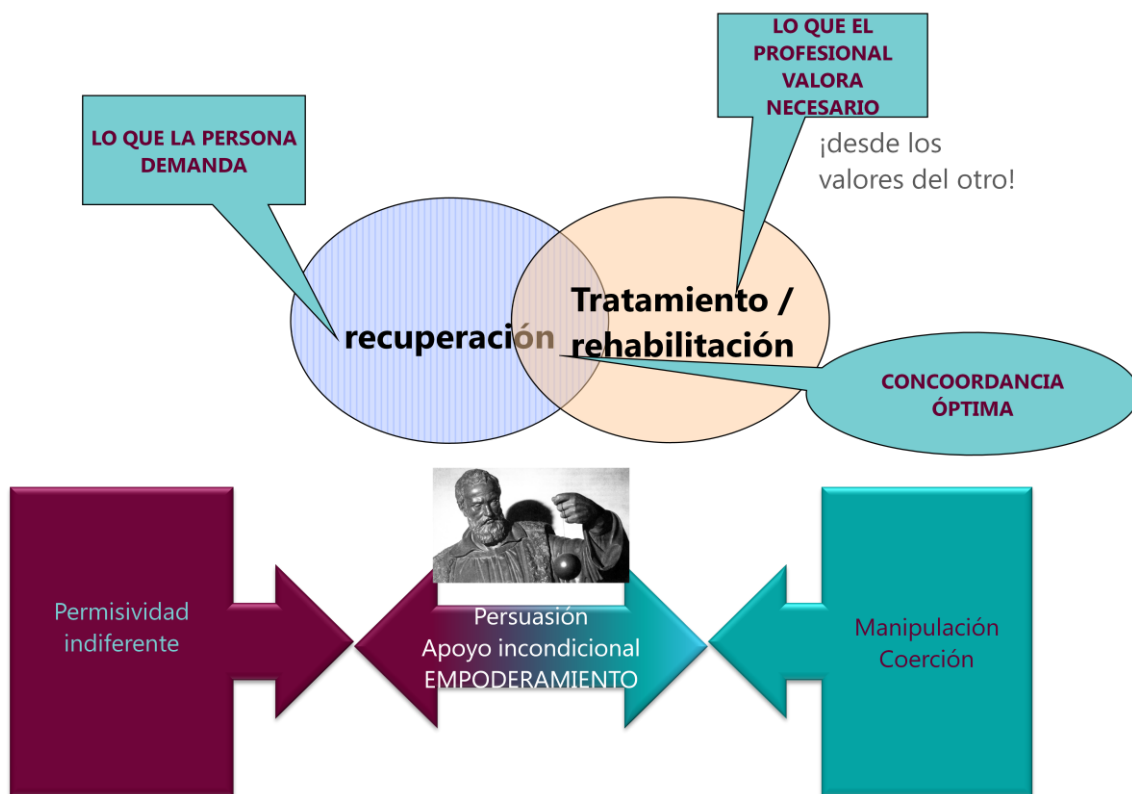 LO QUE EL
PROFESIONAL
VALORA
NECESARIO
¡desde los
valores del otro!
LO QUE LA PERSONA
DEMANDA
recuperación
Tratamiento /
rehabilitación
CONCOORDANCIA
ÓPTIMA
Permisividad
indiferente
Persuasión
Apoyo incondicional
EMPODERAMIENTO
Manipulación
Coerción